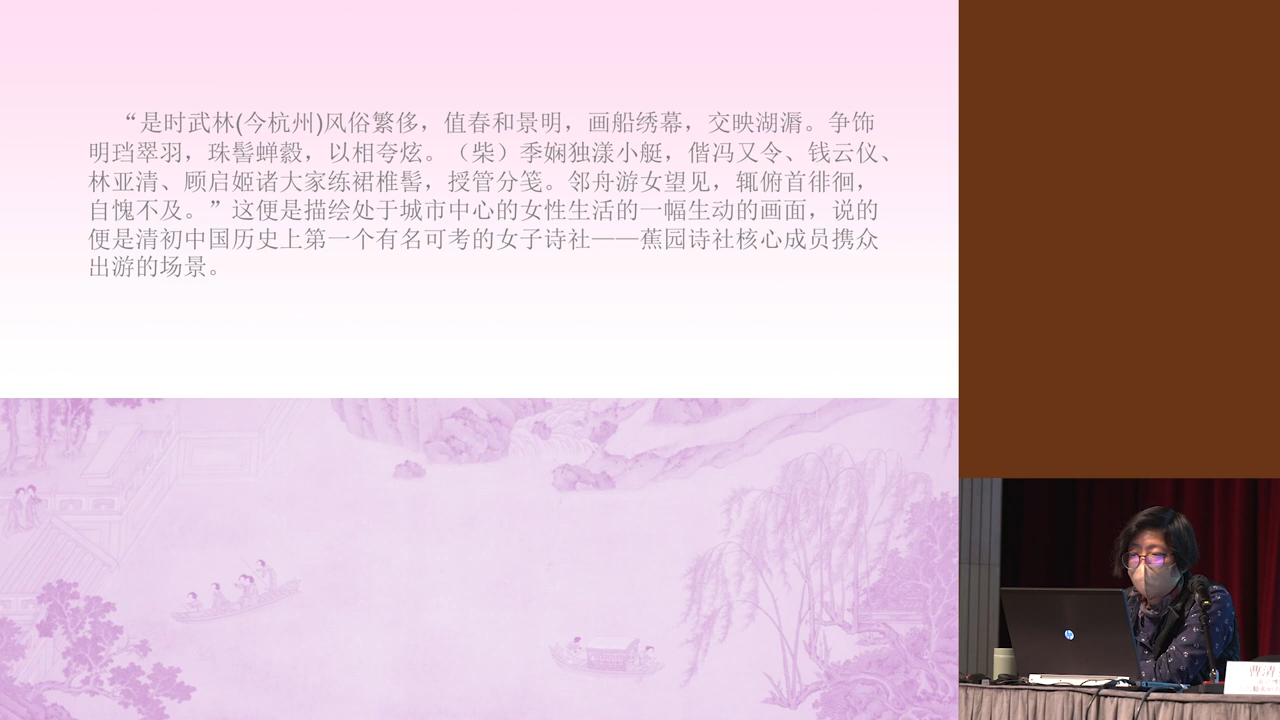 “是时武林(今杭州)风俗繁侈，值春和景明，画船绣幕，交映湖漘。争饰
明珰翠羽，珠髾蝉縠，以相夸炫。（柴）季娴独漾小艇，偕冯又令、钱云仪、
林亚清、顾启姬诸大家练裙椎髻，授管分笺。邻舟游女望见，辄俯首徘徊，
自愧不及。”这便是描绘处于城市中心的女性生活的一幅生动的画面，说的
便是清初中国历史上第一个有名可考的女子诗社——蕉园诗社核心成员携众
出游的场景。
hp